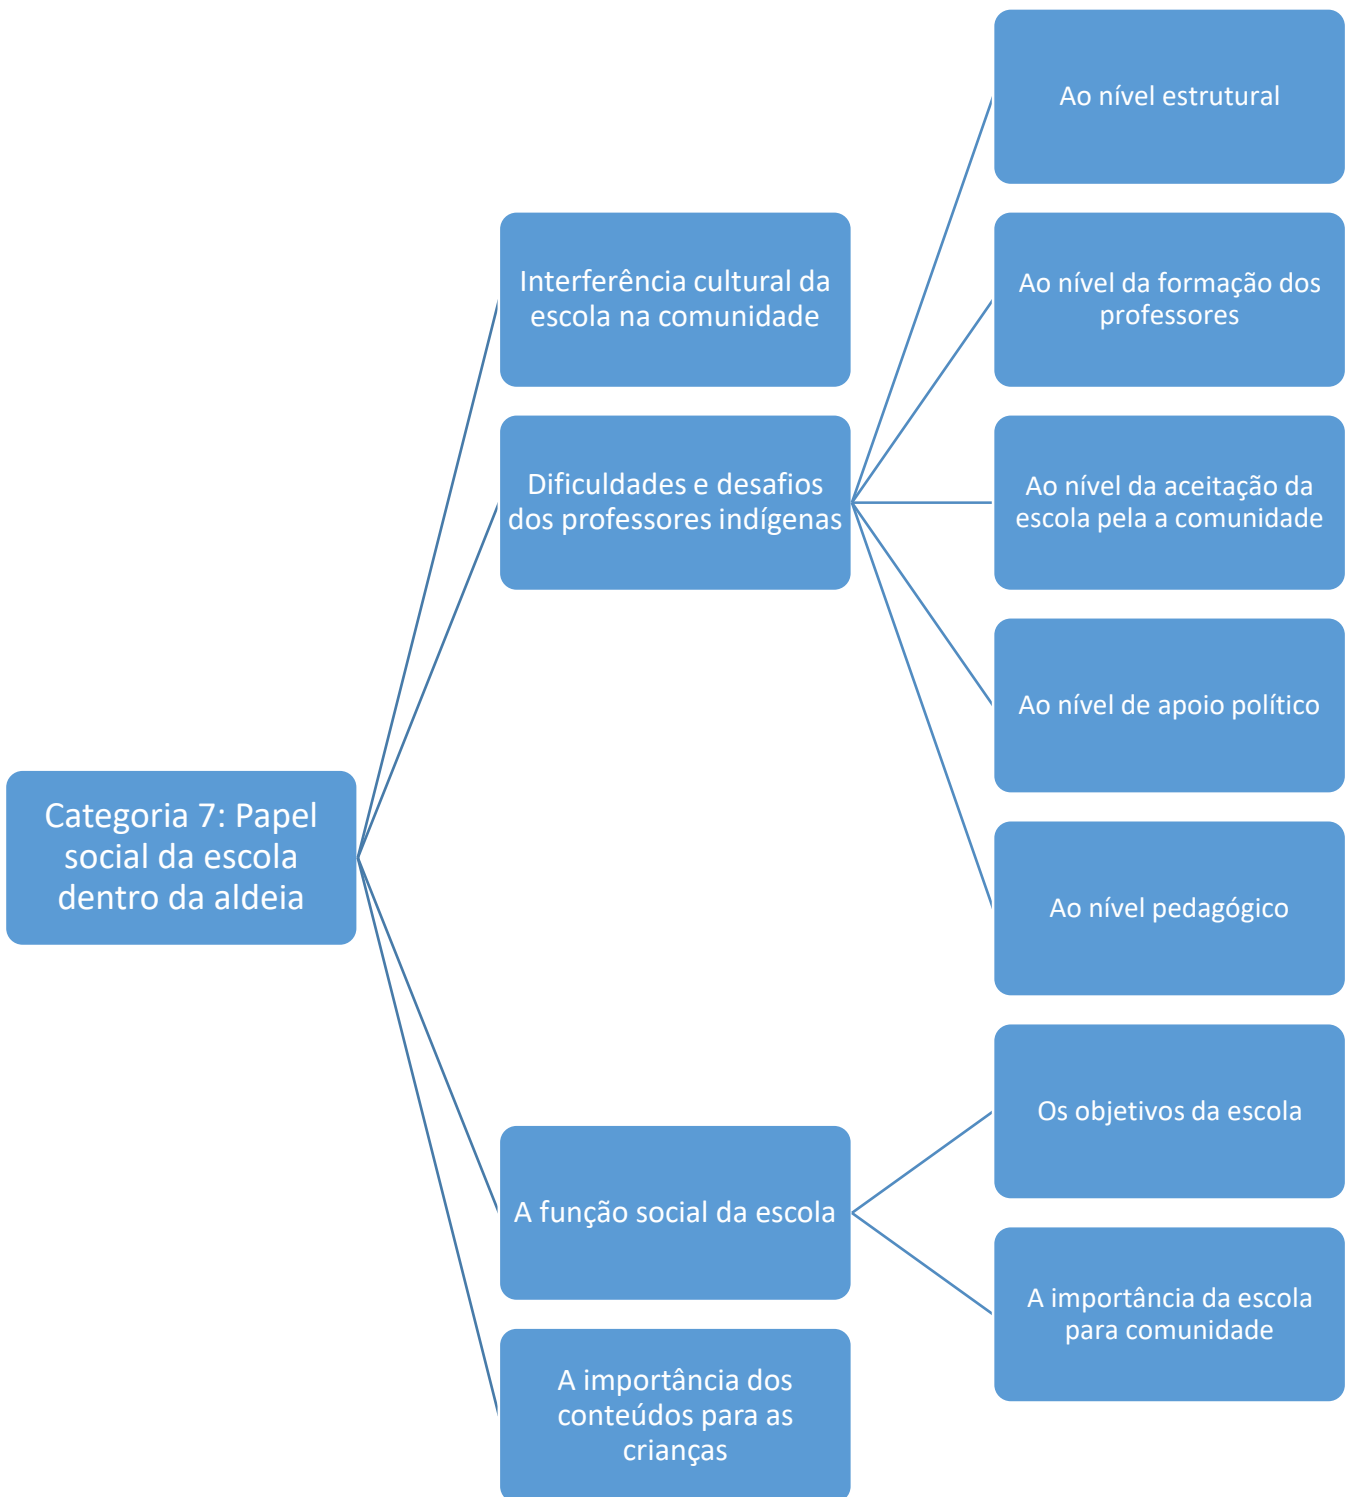 Categoria 7: Papel
social da escola
dentro da aldeia
Interferência cultural da
escola na comunidade
Dificuldades e desafios
dos professores indígenas
Ao nível estrutural
Ao nível da formação dos
professores
Ao nível da aceitação da
escola pela a comunidade
Ao nível de apoio político
Ao nível pedagógico
A função social da escola
Os objetivos da escola
A importância da escola
para comunidade
A importância dos
conteúdos para as
crianças